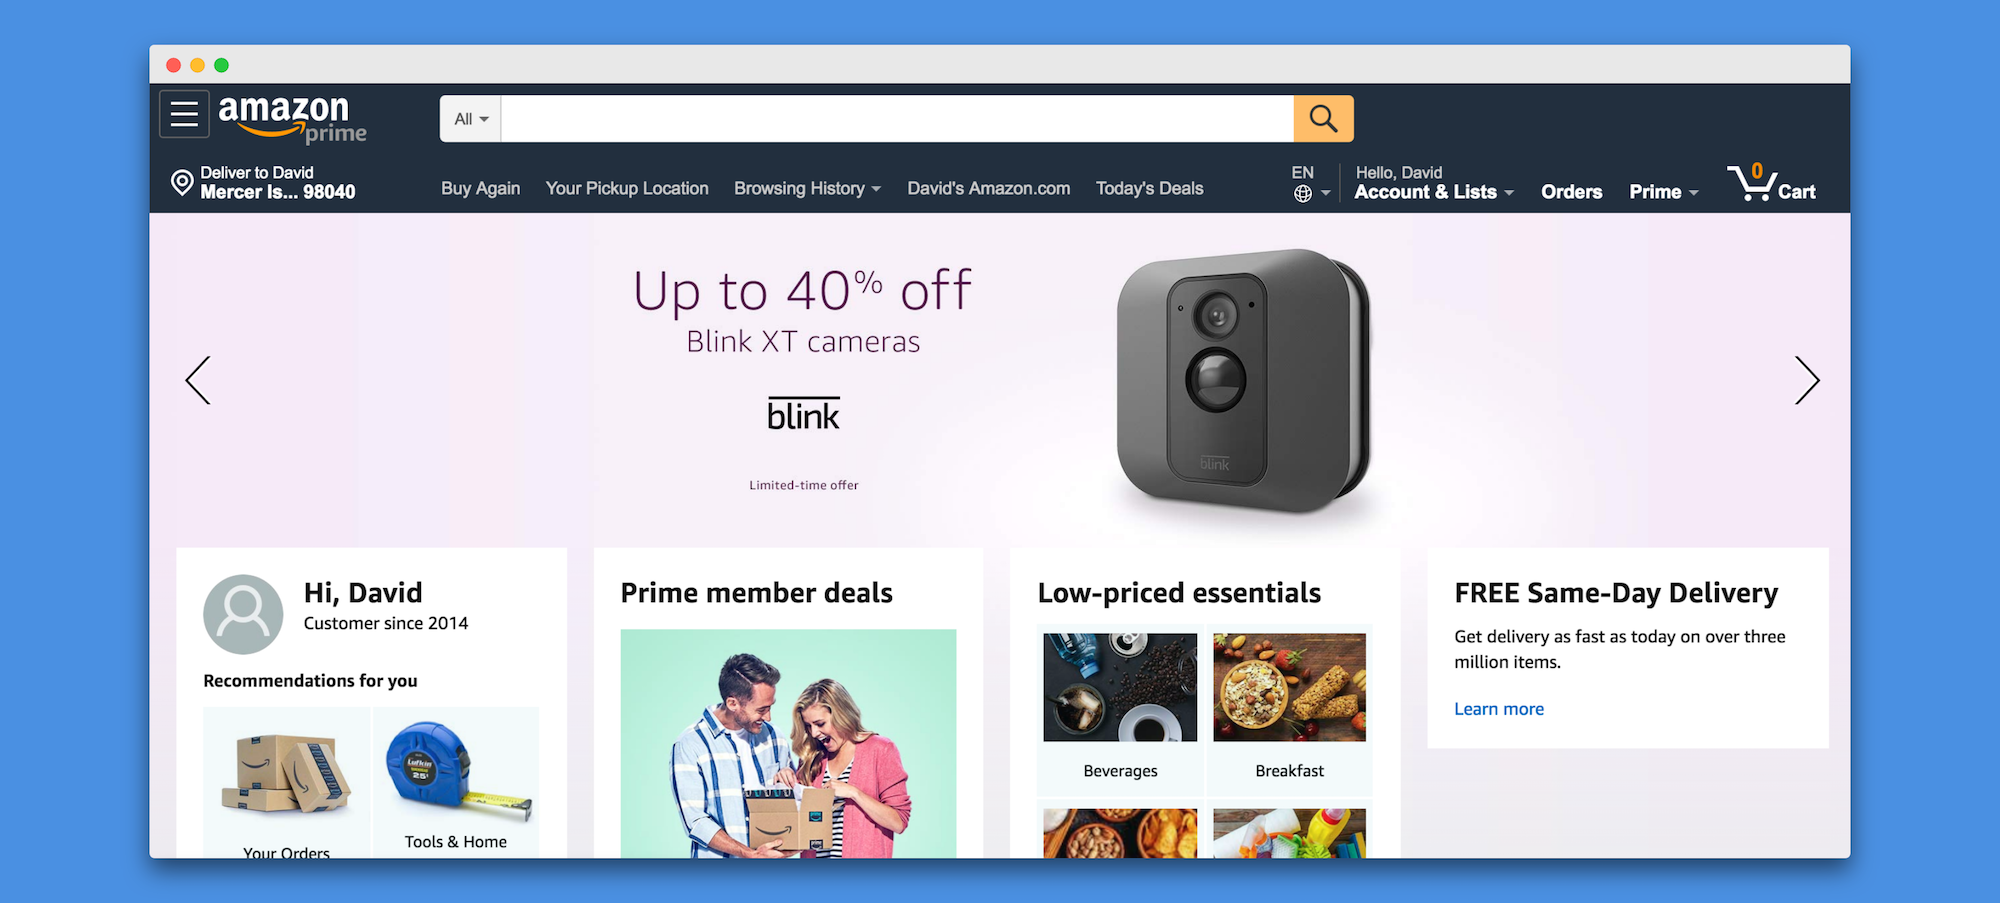 amazon
prime
All
Deliver to David
Mercer Is... 98040
Buy Again
Your Pickup Location
Browsing History
David's Amazon.com
Today's Deals
EN
Hello, David
Account & Lists
Orders
Prime
0
Cart
Up to 40% off
Blink XT cameras
blink
Limited-time offer
blink
Hi, David
Customer since 2014
Recommendations for you
Lufkin
25'
Your Orders
Tools & Home
Prime member deals
Low-priced essentials
Beverages
Breakfast
FREE Same-Day Delivery
Get delivery as fast as today on over three
million items.
Learn more